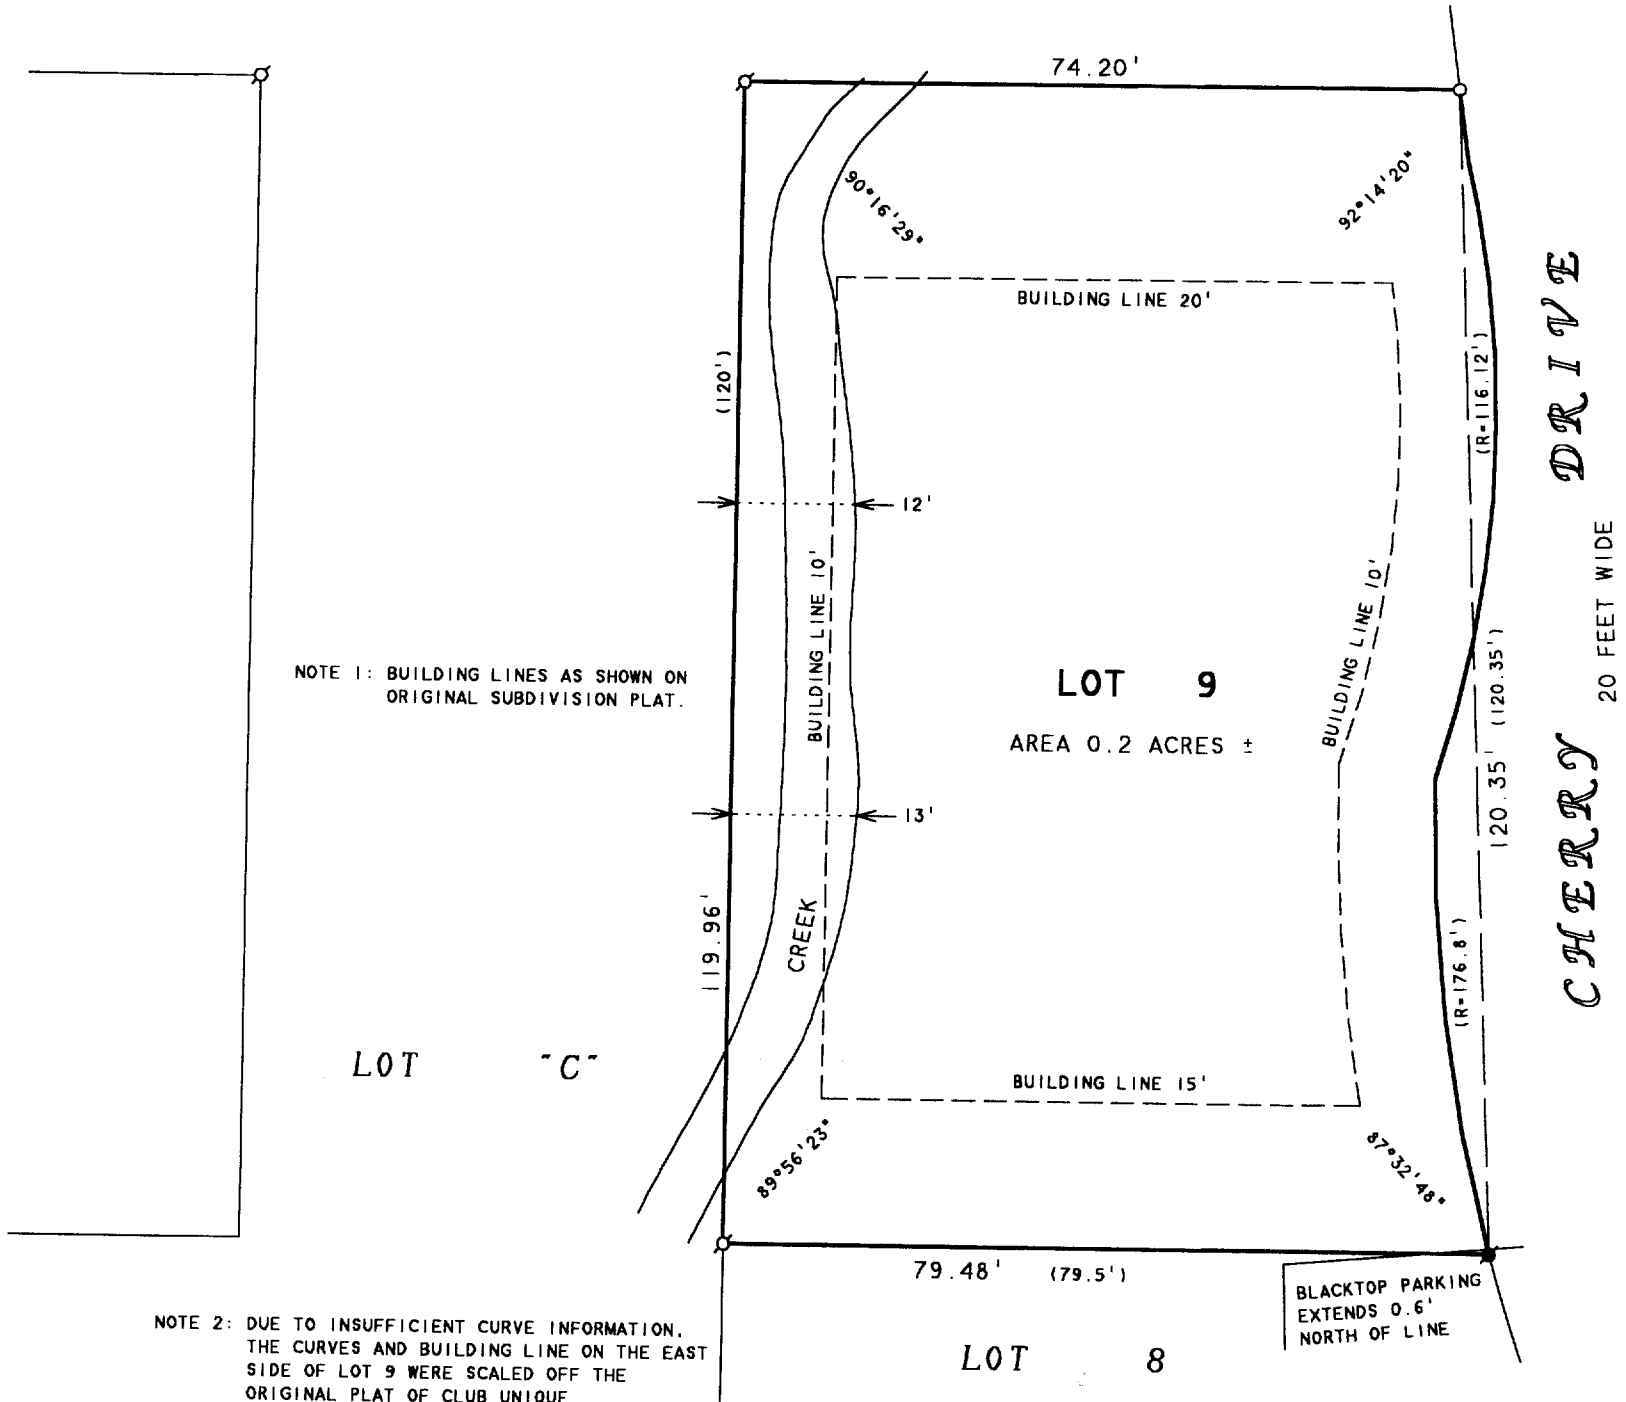 74.20'
90°16'29"
92°14'20"
BUILDING LINE 20'
(120')
(R=116.12')
DRIVE
12'
20 FEET WIDE
BUILDING LINE 10'
BUILDING LINE 10'
NOTE 1: BUILDING LINES AS SHOWN ON
ORIGINAL SUBDIVISION PLAT.
LOT 9
AREA 0.2 ACRES ±
120.35' (120.35')
CHERRY
13'
119.96'
CREEK
(R=176.8')
LOT "C"
BUILDING LINE 15'
89°56'23"
87°32'48"
79.48' (79.5')
BLACKTOP PARKING
EXTENDS 0.6'
NORTH OF LINE
NOTE 2: DUE TO INSUFFICIENT CURVE INFORMATION,
THE CURVES AND BUILDING LINE ON THE EAST
SIDE OF LOT 9 WERE SCALED OFF THE
ORIGINAL PLAT OF CLUB UNIQUE
LOT 8